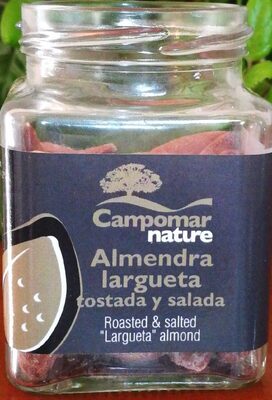 Campomar
nature
Almendra
largueta
tostada y salada
Roasted & salted
"Largueta" almond